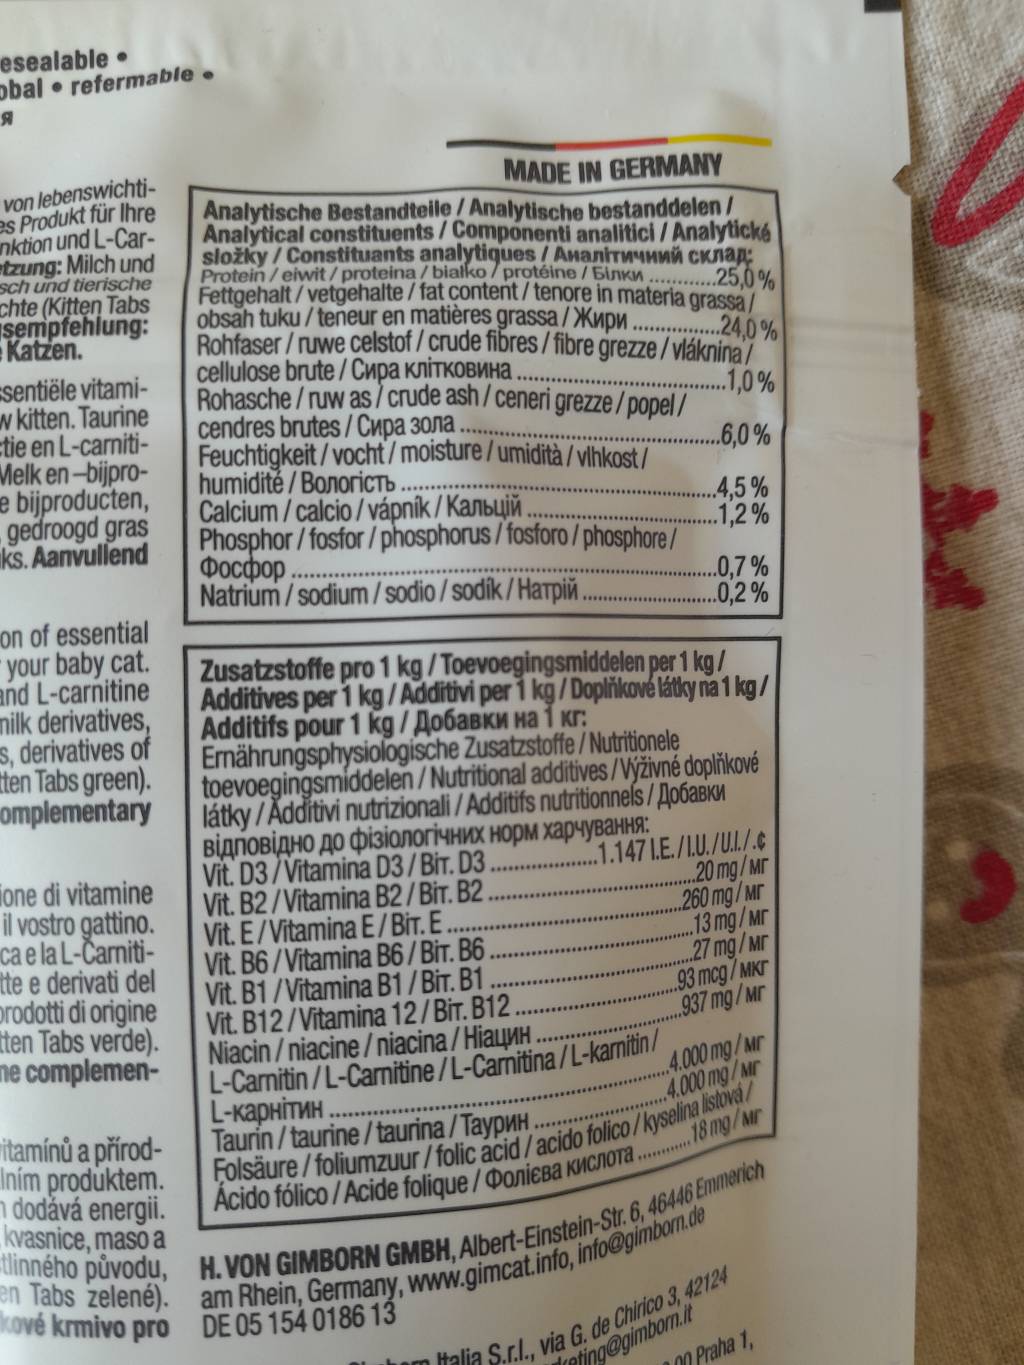 esealable •
obal • refermable •
я
MADE IN GERMANY
von lebenswichti-
es Produkt für Ihre
nktion und L-Car-
etzung: Milch und
sch und tierische
chte (Kitten Tabs
gsempfehlung:
e Katzen.
ssentiële vitami-
w kitten. Taurine
ctie en L-carniti-
Melk en –bijpro-
e bijproducten,
, gedroogd gras
ks. Aanvullend
on of essential
your baby cat.
and L-carnitine
milk derivatives,
s, derivatives of
tten Tabs green).
omplementary
ione di vitamine
il vostro gattino.
ca e la L-Carniti-
tte e derivati del
prodotti di origine
tten Tabs verde).
me complemen-
vitamínů a přírod-
lním produktem.
n dodává energii.
kvasnice, maso a
tlinného původu,
en Tabs zelené).
kové krmivo pro
Analytische Bestandteile / Analytische bestanddelen /
Analytical constituents / Componenti analitici / Analytické
složky / Constituants analytiques / Аналітичний склад:
Protein / eiwit / proteina / bialko / protéine / Білки ............25,0 %
Fettgehalt / vetgehalte / fat content / tenore in materia grassa /
obsah tuku / teneur en matières grasse / Жири ...............24,0 %
Rohfaser / ruwe celstof / crude fibres / fibre grezze / vláknina /
cellulose brute / Сира клітковина ....................................1,0 %
Rohasche / ruw as / crude ash / ceneri grezze / popel /
cendres brutes / Сира зола .............................................6,0 %
Feuchtigkeit / vocht / moisture / umidità / vlhkost /
humidité / Вологість ........................................................4,5 %
Calcium / calcio / vápník / Кальцій ..................................1,2 %
Phosphor / fosfor / phosphorus / fosforo / phosphore /
Фосфор ..........................................................................0,7 %
Natrium / sodium / sodio / sodík / Натрій ........................0,2 %
Zusatzstoffe pro 1 kg / Toevoegingsmiddelen per 1 kg /
Additives per 1 kg / Additivi per 1 kg / Doplňkové látky na 1 kg /
Additifs pour 1 kg / Добавки на 1 кг:
Ernährungsphysiologische Zusatzstoffe / Nutritionele
toevoegingsmiddelen / Nutritional additives / Výživné doplňkové
látky / Additivi nutrizionali / Additifs nutritionnels / Добавки
відповідно до фізіологічних норм харчування:
Vit. D3 / Vitamina D3 / Віт. D3 ..................1.147 I.E. / I.U. / U.I. / .¢
Vit. B2 / Vitamina B2 / Віт. B2 ...................................20 mg / мг
Vit. E / Vitamina E / Віт. E .......................................260 mg / мг
Vit. B6 / Vitamina B6 / Віт. B6 ...................................13 mg / мг
Vit. B1 / Vitamina B1 / Віт. B1 ...................................27 mg / мг
Vit. B12 / Vitamina 12 / Віт. B12 ............................93 mcg / мкг
Niacin / niacine / niacina / Ніацин ..........................937 mg / мг
L-Carnitin / L-Carnitine / L-Carnitina / L-karnitin /
L-карнітин ............................................................4.000 mg / мг
Taurin / taurine / taurina / Таурин .......................4.000 mg / мг
Folsäure / foliumzuur / folic acid / acido folico / kyselina listová /
Ácido fólico / Acide folique / Фолієва кислота ..........18 mg / мг
H. VON GIMBORN GMBH, Albert-Einstein-Str. 6, 46446 Emmerich
am Rhein, Germany, www.gimcat.info, info@gimborn.de
DE 05 154 0186 13
Italia S.r.l., via G. de Chirico 3, 42124
keting@gimborn.it
00 Praha 1,